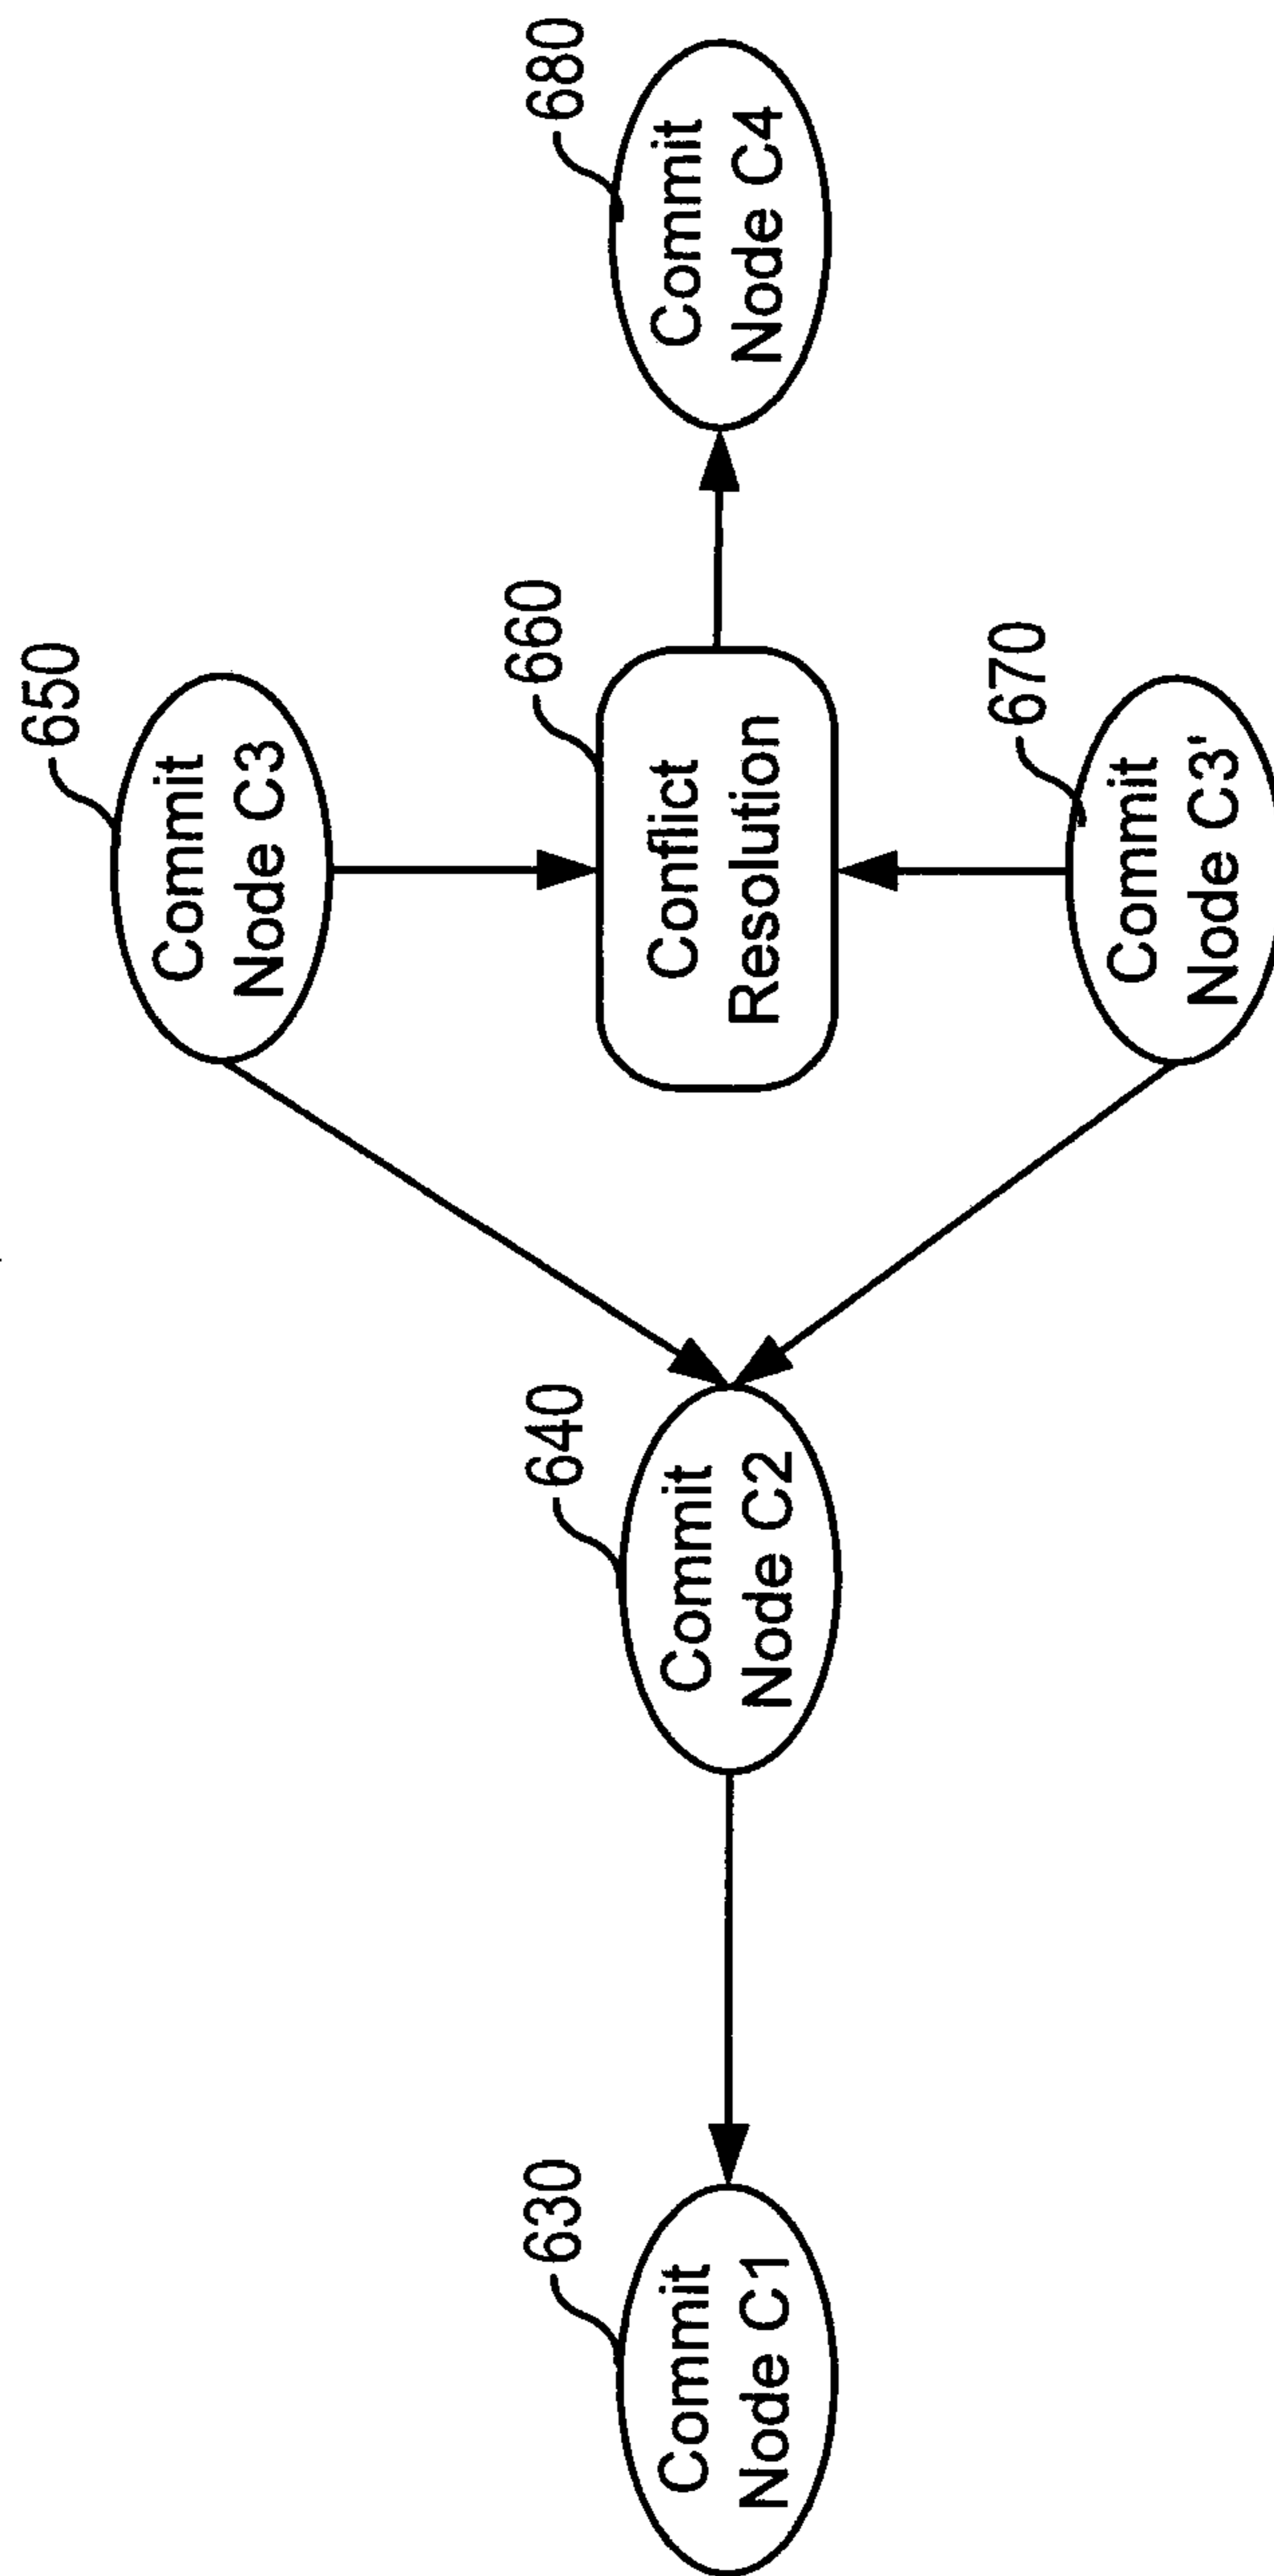 630
Commit
Node C1
640
Commit
Node C2
650
Commit
Node C3
660
Conflict
Resolution
670
Commit
Node C3'
680
Commit
Node C4